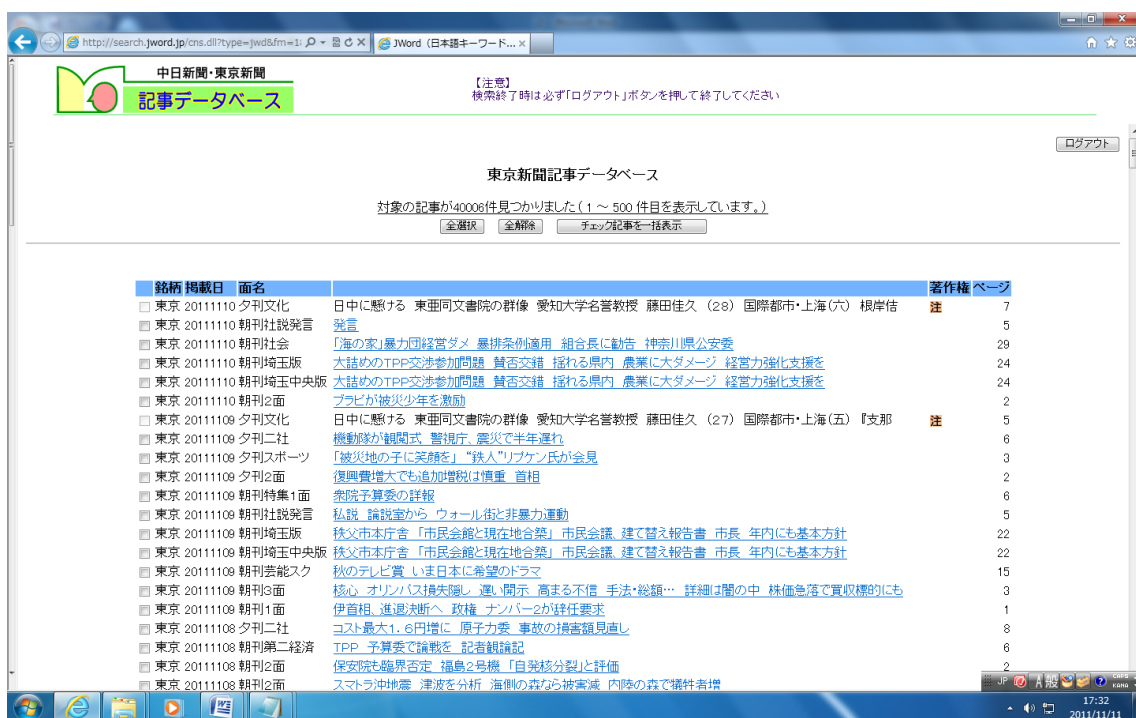 http://search.jword.jp/cns.dll?type=jwd&fm=1
JWord（日本語キーワード...
中日新聞・東京新聞
記事データベース
【注意】
検索終了時は必ず「ログアウト」ボタンを押して終了してください
ログアウト
東京新聞記事データベース
対象の記事が40006件見つかりました（1 ～ 500 件目を表示しています。）
全選択 全解除 チェック記事を一括表示
銘柄 掲載日 面名 著作権 ページ
東京 20111110 夕刊文化 日中に懸ける 東亜同文書院の群像 愛知大学名誉教授 藤田佳久 （28） 国際都市・上海（六） 根岸佶 注 7
東京 20111110 朝刊社説発言 発言 5
東京 20111110 朝刊社会 「海の家」暴力団経営ダメ 暴排条例適用 組合長に勧告 神奈川県公安委 29
東京 20111110 朝刊埼玉版 大詰めのTPP交渉参加問題 賛否交錯 揺れる県内 農業に大ダメージ 経営力強化支援を 24
東京 20111110 朝刊埼玉中央版 大詰めのTPP交渉参加問題 賛否交錯 揺れる県内 農業に大ダメージ 経営力強化支援を 24
東京 20111110 朝刊2面 ブラピが被災少年を激励 2
東京 20111109 夕刊文化 日中に懸ける 東亜同文書院の群像 愛知大学名誉教授 藤田佳久 （27） 国際都市・上海（五） 『支那 注 5
東京 20111109 夕刊二社 機動隊が観閲式 警視庁、震災で半年遅れ 6
東京 20111109 夕刊スポーツ 「被災地の子に笑顔を」 “鉄人”リプケン氏が会見 3
東京 20111109 夕刊2面 復興費増大でも追加増税は慎重 首相 2
東京 20111109 朝刊特集1面 衆院予算委の詳報 6
東京 20111109 朝刊社説発言 私説 論説室から ウォール街と非暴力運動 5
東京 20111109 朝刊埼玉版 秩父市本庁舎 「市民会館と現在地合築」 市民会議、建て替え報告書 市長 年内にも基本方針 22
東京 20111109 朝刊埼玉中央版 秩父市本庁舎 「市民会館と現在地合築」 市民会議、建て替え報告書 市長 年内にも基本方針 22
東京 20111109 朝刊芸能スク 秋のテレビ賞 いま日本に希望のドラマ 15
東京 20111109 朝刊3面 核心 オリンパス損失隠し 遅い開示 高まる不信 手法・総額… 詳細は闇の中 株価急落で買収標的にも 3
東京 20111109 朝刊1面 伊首相、進退決断へ 政権 ナンバー2が辞任要求 1
東京 20111108 夕刊二社 コスト最大1．6円増に 原子力委 事故の損害額見直し 8
東京 20111108 朝刊第二経済 TPP 予算委で論戦を 記者観論記 6
東京 20111108 朝刊2面 保安院も臨界否定 福島2号機 「自発核分裂」と評価 2
東京 20111108 朝刊2面 スマトラ沖地震 津波を分析 海側の森なら被害減 内陸の森で犠牲者増
JP A 般 CAPS KANA
17:32
2011/11/11